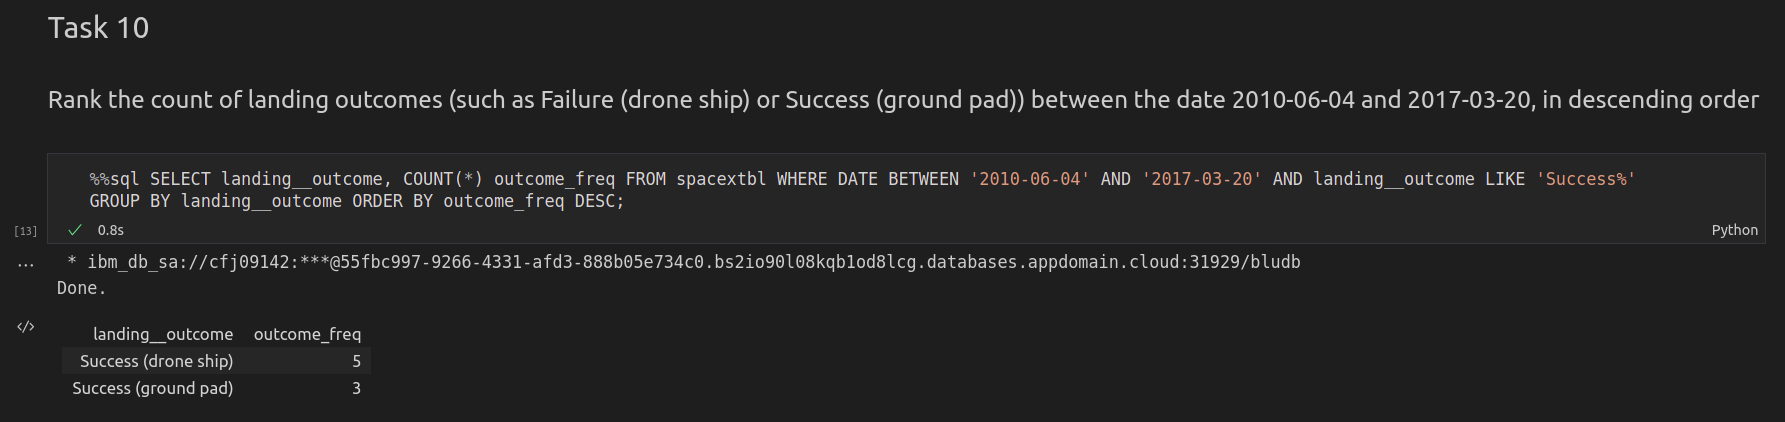 Task 10
Rank the count of landing outcomes (such as Failure (drone ship) or Success (ground pad)) between the date 2010-06-04 and 2017-03-20, in descending order
%%sql SELECT landing__outcome, COUNT(*) outcome_freq FROM spacextbl WHERE DATE BETWEEN '2010-06-04' AND '2017-03-20' AND landing__outcome LIKE 'Success%'
GROUP BY landing__outcome ORDER BY outcome_freq DESC;
[13] ✓ 0.8s Python
... * ibm_db_sa://cfj09142:***@55fbc997-9266-4331-afd3-888b05e734c0.bs2io90l08kqb1od8lcg.databases.appdomain.cloud:31929/bludb
Done.
</> landing__outcome outcome_freq
Success (drone ship) 5
Success (ground pad) 3